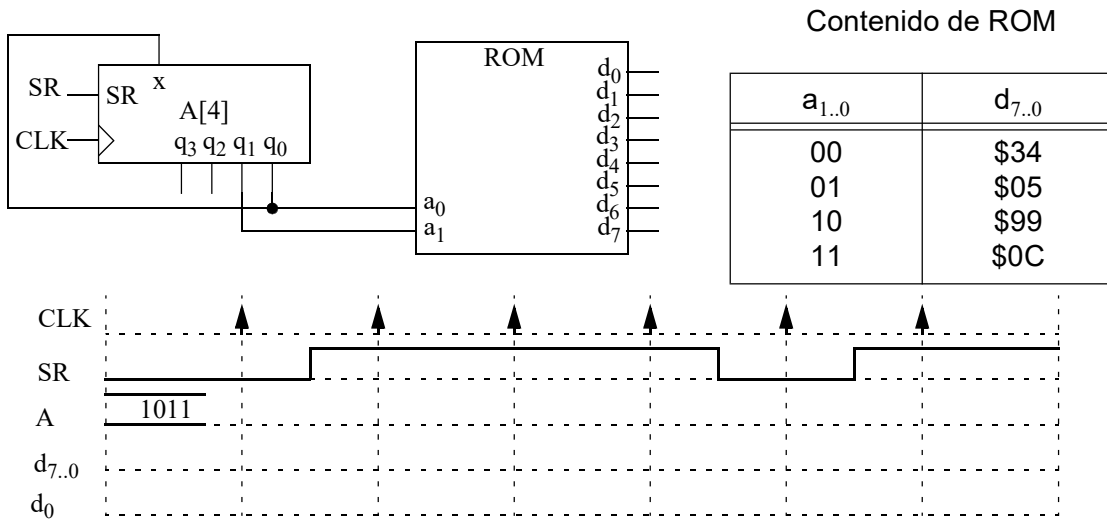 Contenido de ROM
ROM
SR
SR
x
A[4]
CLK
q3 q2 q1 q0
a0
a1
d0
d1
d2
d3
d4
d5
d6
d7
a1..0 d7..0
00 $34
01 $05
10 $99
11 $0C
CLK
SR
A 1011
d7..0
d0